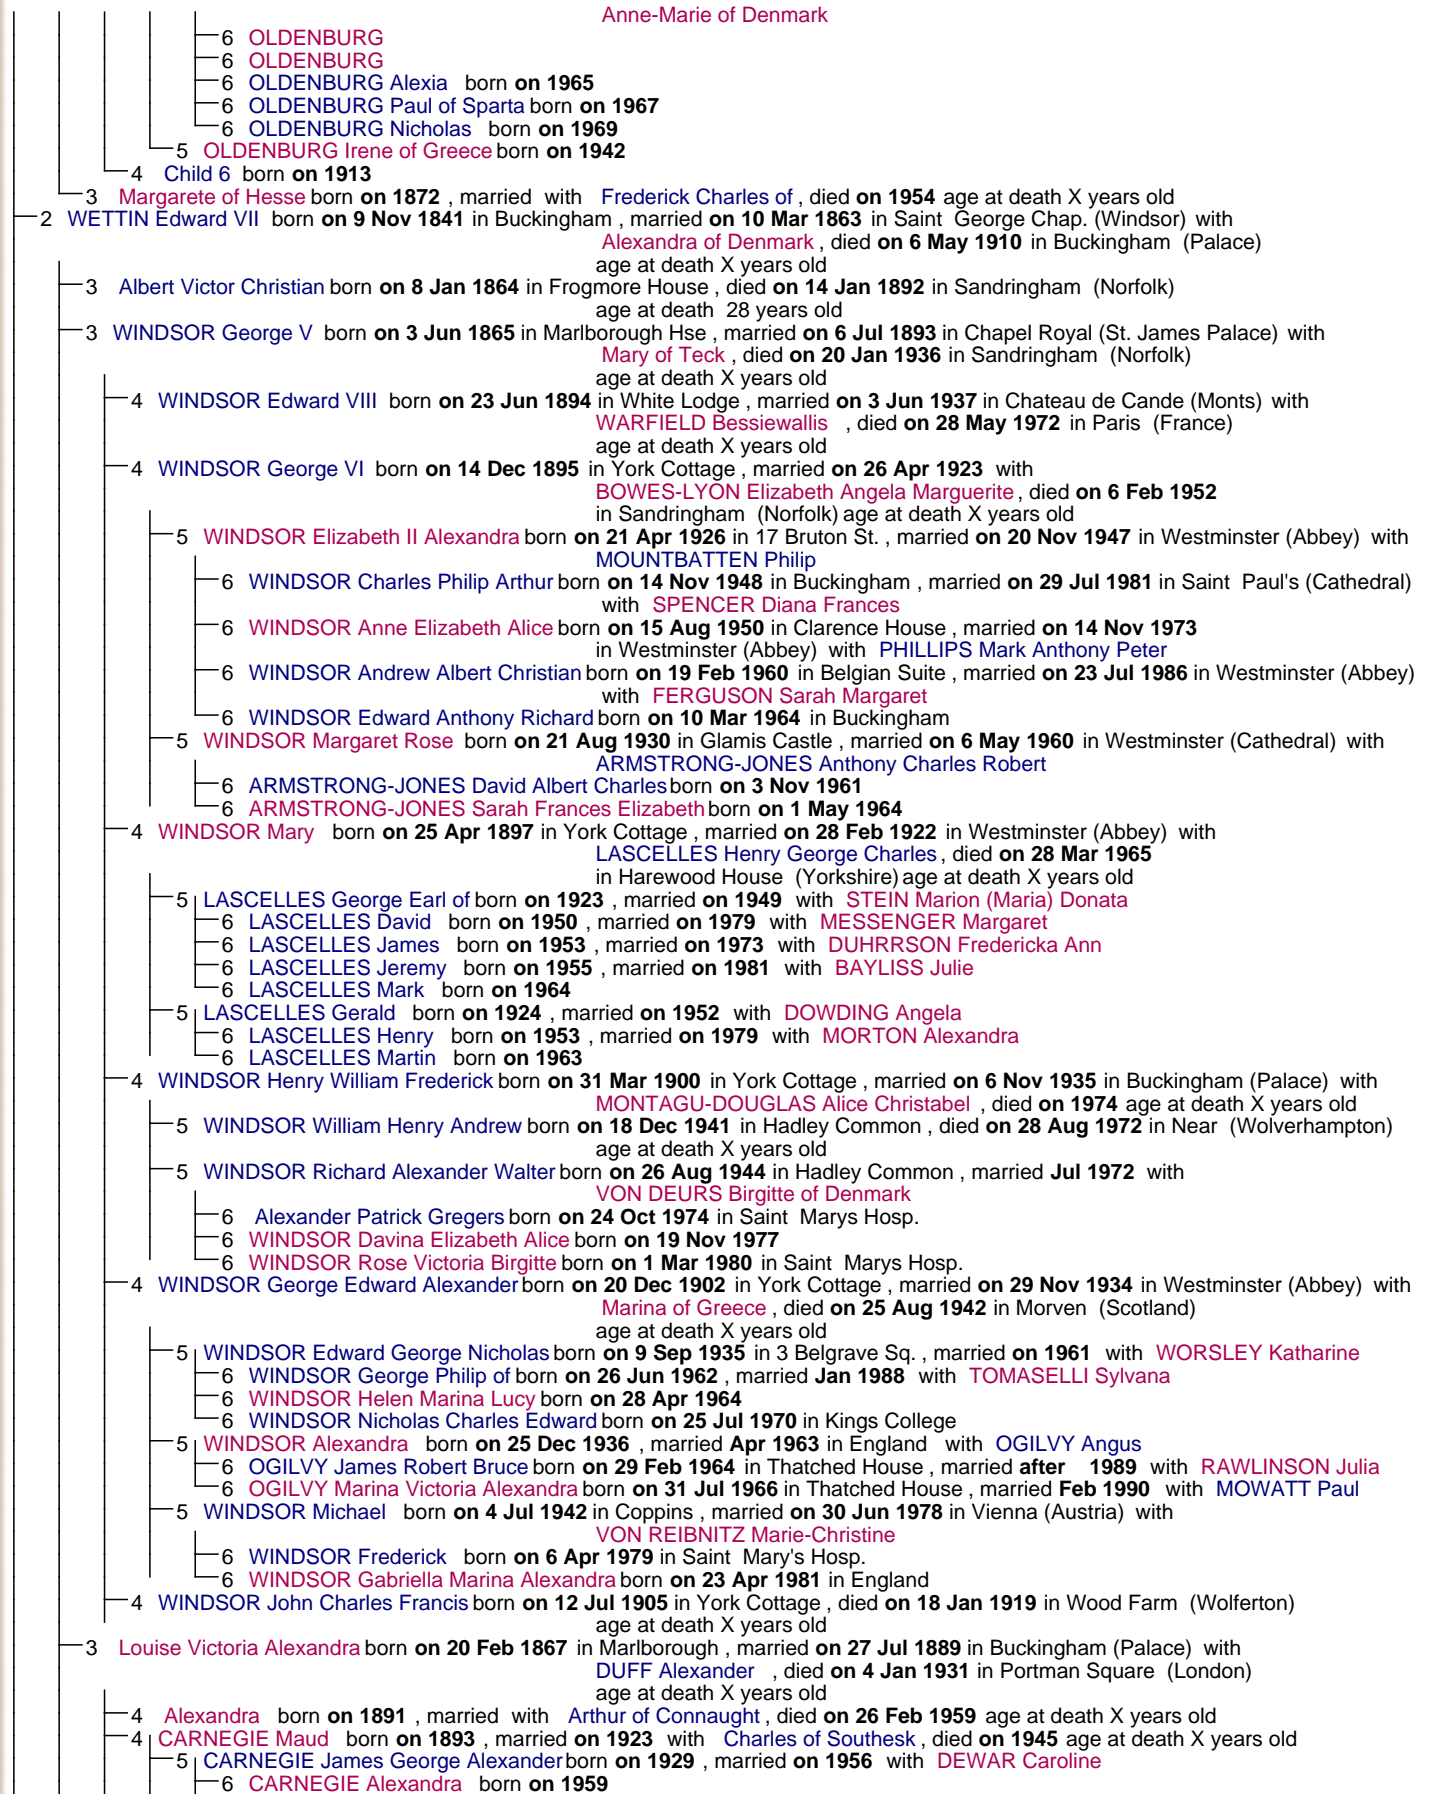 Anne-Marie of Denmark
6 OLDENBURG
6 OLDENBURG
6 OLDENBURG Alexia born on 1965
6 OLDENBURG Paul of Sparta born on 1967
6 OLDENBURG Nicholas born on 1969
5 OLDENBURG Irene of Greece born on 1942
4 Child 6 born on 1913
3 Margarete of Hesse born on 1872 , married with Frederick Charles of , died on 1954 age at death X years old
2 WETTIN Edward VII born on 9 Nov 1841 in Buckingham , married on 10 Mar 1863 in Saint George Chap. (Windsor) with
Alexandra of Denmark , died on 6 May 1910 in Buckingham (Palace)
age at death X years old
3 Albert Victor Christian born on 8 Jan 1864 in Frogmore House , died on 14 Jan 1892 in Sandringham (Norfolk)
age at death 28 years old
3 WINDSOR George V born on 3 Jun 1865 in Marlborough Hse , married on 6 Jul 1893 in Chapel Royal (St. James Palace) with
Mary of Teck , died on 20 Jan 1936 in Sandringham (Norfolk)
age at death X years old
4 WINDSOR Edward VIII born on 23 Jun 1894 in White Lodge , married on 3 Jun 1937 in Chateau de Cande (Monts) with
WARFIELD Bessiewallis , died on 28 May 1972 in Paris (France)
age at death X years old
4 WINDSOR George VI born on 14 Dec 1895 in York Cottage , married on 26 Apr 1923 with
BOWES-LYON Elizabeth Angela Marguerite , died on 6 Feb 1952
in Sandringham (Norfolk) age at death X years old
5 WINDSOR Elizabeth II Alexandra born on 21 Apr 1926 in 17 Bruton St. , married on 20 Nov 1947 in Westminster (Abbey) with
MOUNTBATTEN Philip
6 WINDSOR Charles Philip Arthur born on 14 Nov 1948 in Buckingham , married on 29 Jul 1981 in Saint Paul's (Cathedral)
with SPENCER Diana Frances
6 WINDSOR Anne Elizabeth Alice born on 15 Aug 1950 in Clarence House , married on 14 Nov 1973
in Westminster (Abbey) with PHILLIPS Mark Anthony Peter
6 WINDSOR Andrew Albert Christian born on 19 Feb 1960 in Belgian Suite , married on 23 Jul 1986 in Westminster (Abbey)
with FERGUSON Sarah Margaret
6 WINDSOR Edward Anthony Richard born on 10 Mar 1964 in Buckingham
5 WINDSOR Margaret Rose born on 21 Aug 1930 in Glamis Castle , married on 6 May 1960 in Westminster (Cathedral) with
ARMSTRONG-JONES Anthony Charles Robert
6 ARMSTRONG-JONES David Albert Charles born on 3 Nov 1961
6 ARMSTRONG-JONES Sarah Frances Elizabeth born on 1 May 1964
4 WINDSOR Mary born on 25 Apr 1897 in York Cottage , married on 28 Feb 1922 in Westminster (Abbey) with
LASCELLES Henry George Charles , died on 28 Mar 1965
in Harewood House (Yorkshire) age at death X years old
5 LASCELLES George Earl of born on 1923 , married on 1949 with STEIN Marion (Maria) Donata
6 LASCELLES David born on 1950 , married on 1979 with MESSENGER Margaret
6 LASCELLES James born on 1953 , married on 1973 with DUHRRSON Fredericka Ann
6 LASCELLES Jeremy born on 1955 , married on 1981 with BAYLISS Julie
6 LASCELLES Mark born on 1964
5 LASCELLES Gerald born on 1924 , married on 1952 with DOWDING Angela
6 LASCELLES Henry born on 1953 , married on 1979 with MORTON Alexandra
6 LASCELLES Martin born on 1963
4 WINDSOR Henry William Frederick born on 31 Mar 1900 in York Cottage , married on 6 Nov 1935 in Buckingham (Palace) with
MONTAGU-DOUGLAS Alice Christabel , died on 1974 age at death X years old
5 WINDSOR William Henry Andrew born on 18 Dec 1941 in Hadley Common , died on 28 Aug 1972 in Near (Wolverhampton)
age at death X years old
5 WINDSOR Richard Alexander Walter born on 26 Aug 1944 in Hadley Common , married Jul 1972 with
VON DEURS Birgitte of Denmark
6 Alexander Patrick Gregers born on 24 Oct 1974 in Saint Marys Hosp.
6 WINDSOR Davina Elizabeth Alice born on 19 Nov 1977
6 WINDSOR Rose Victoria Birgitte born on 1 Mar 1980 in Saint Marys Hosp.
4 WINDSOR George Edward Alexander born on 20 Dec 1902 in York Cottage , married on 29 Nov 1934 in Westminster (Abbey) with
Marina of Greece , died on 25 Aug 1942 in Morven (Scotland)
age at death X years old
5 WINDSOR Edward George Nicholas born on 9 Sep 1935 in 3 Belgrave Sq. , married on 1961 with WORSLEY Katharine
6 WINDSOR George Philip of born on 26 Jun 1962 , married Jan 1988 with TOMASELLI Sylvana
6 WINDSOR Helen Marina Lucy born on 28 Apr 1964
6 WINDSOR Nicholas Charles Edward born on 25 Jul 1970 in Kings College
5 WINDSOR Alexandra born on 25 Dec 1936 , married Apr 1963 in England with OGILVY Angus
6 OGILVY James Robert Bruce born on 29 Feb 1964 in Thatched House , married after 1989 with RAWLINSON Julia
6 OGILVY Marina Victoria Alexandra born on 31 Jul 1966 in Thatched House , married Feb 1990 with MOWATT Paul
5 WINDSOR Michael born on 4 Jul 1942 in Coppins , married on 30 Jun 1978 in Vienna (Austria) with
VON REIBNITZ Marie-Christine
6 WINDSOR Frederick born on 6 Apr 1979 in Saint Mary's Hosp.
6 WINDSOR Gabriella Marina Alexandra born on 23 Apr 1981 in England
4 WINDSOR John Charles Francis born on 12 Jul 1905 in York Cottage , died on 18 Jan 1919 in Wood Farm (Wolferton)
age at death X years old
3 Louise Victoria Alexandra born on 20 Feb 1867 in Marlborough , married on 27 Jul 1889 in Buckingham (Palace) with
DUFF Alexander , died on 4 Jan 1931 in Portman Square (London)
age at death X years old
4 Alexandra born on 1891 , married with Arthur of Connaught , died on 26 Feb 1959 age at death X years old
4 CARNEGIE Maud born on 1893 , married on 1923 with Charles of Southesk , died on 1945 age at death X years old
5 CARNEGIE James George Alexander born on 1929 , married on 1956 with DEWAR Caroline
6 CARNEGIE Alexandra born on 1959